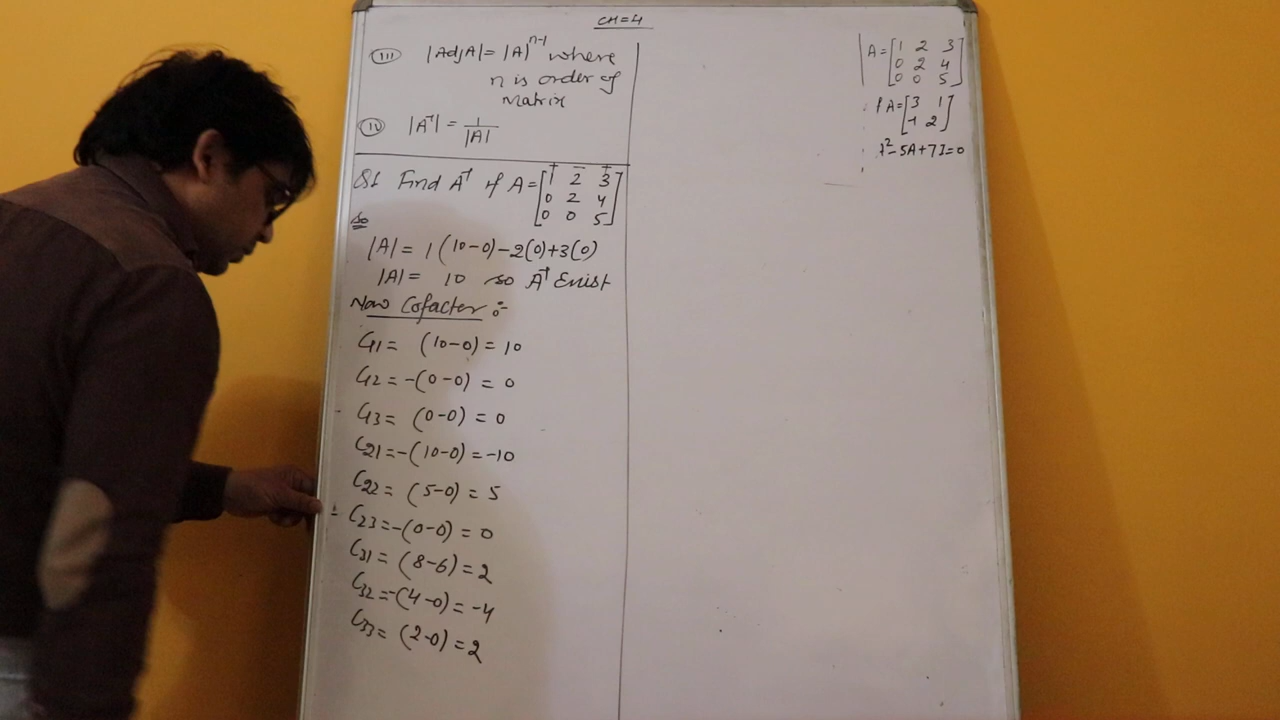 CH=4
(iii) |AdjA| = |A|^n-1 where
n is order of
Matrix
(iv) |A^-1| = 1/|A|
Q1 Find A^-1 if A = [1 2 3
0 2 4
0 0 5]
+ - +
so
|A| = 1(10-0)-2(0)+3(0)
|A| = 10 so A^-1 Exist
Now Cofactor :-
C11 = (10-0) = 10
C12 = -(0-0) = 0
C13 = (0-0) = 0
C21 = -(10-0) = -10
C22 = (5-0) = 5
C23 = -(0-0) = 0
C31 = (8-6) = 2
C32 = -(4-0) = -4
C33 = (2-0) = 2
A = [1 2 3
0 2 4
0 0 5]
f A = [3 1
-1 2]
²-5A+7I=0